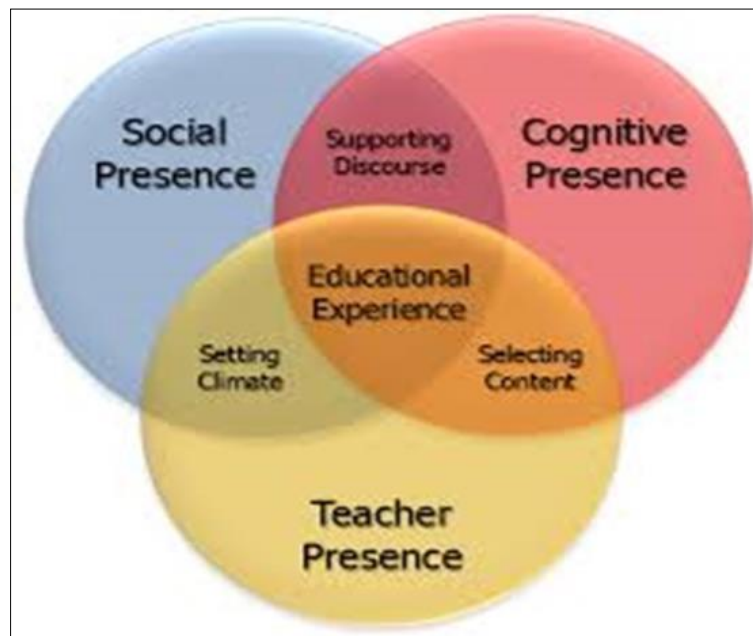 Social
Presence
Supporting
Discourse
Cognitive
Presence
Educational
Experience
Setting
Climate
Selecting
Content
Teacher
Presence